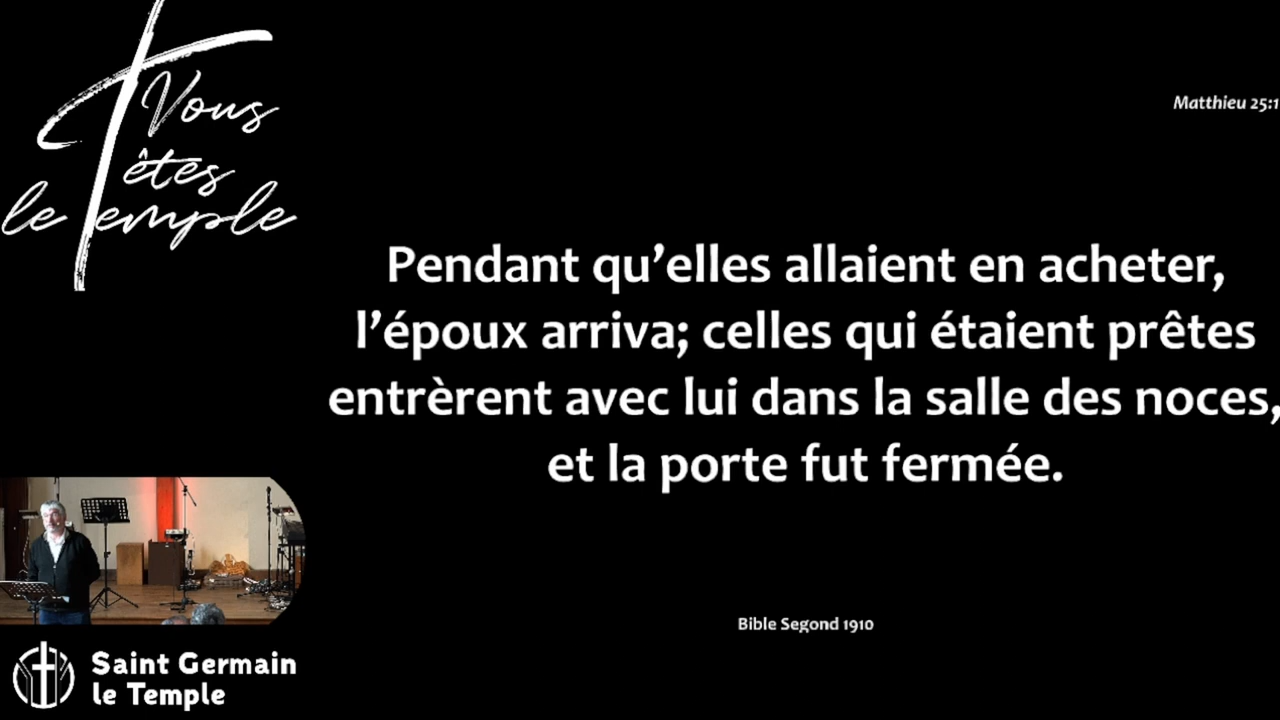 Vous
êtes
le temple
Matthieu 25:1
Pendant qu’elles allaient en acheter,
l’époux arriva; celles qui étaient prêtes
entrèrent avec lui dans la salle des noces,
et la porte fut fermée.
Bible Segond 1910
Saint Germain
le Temple